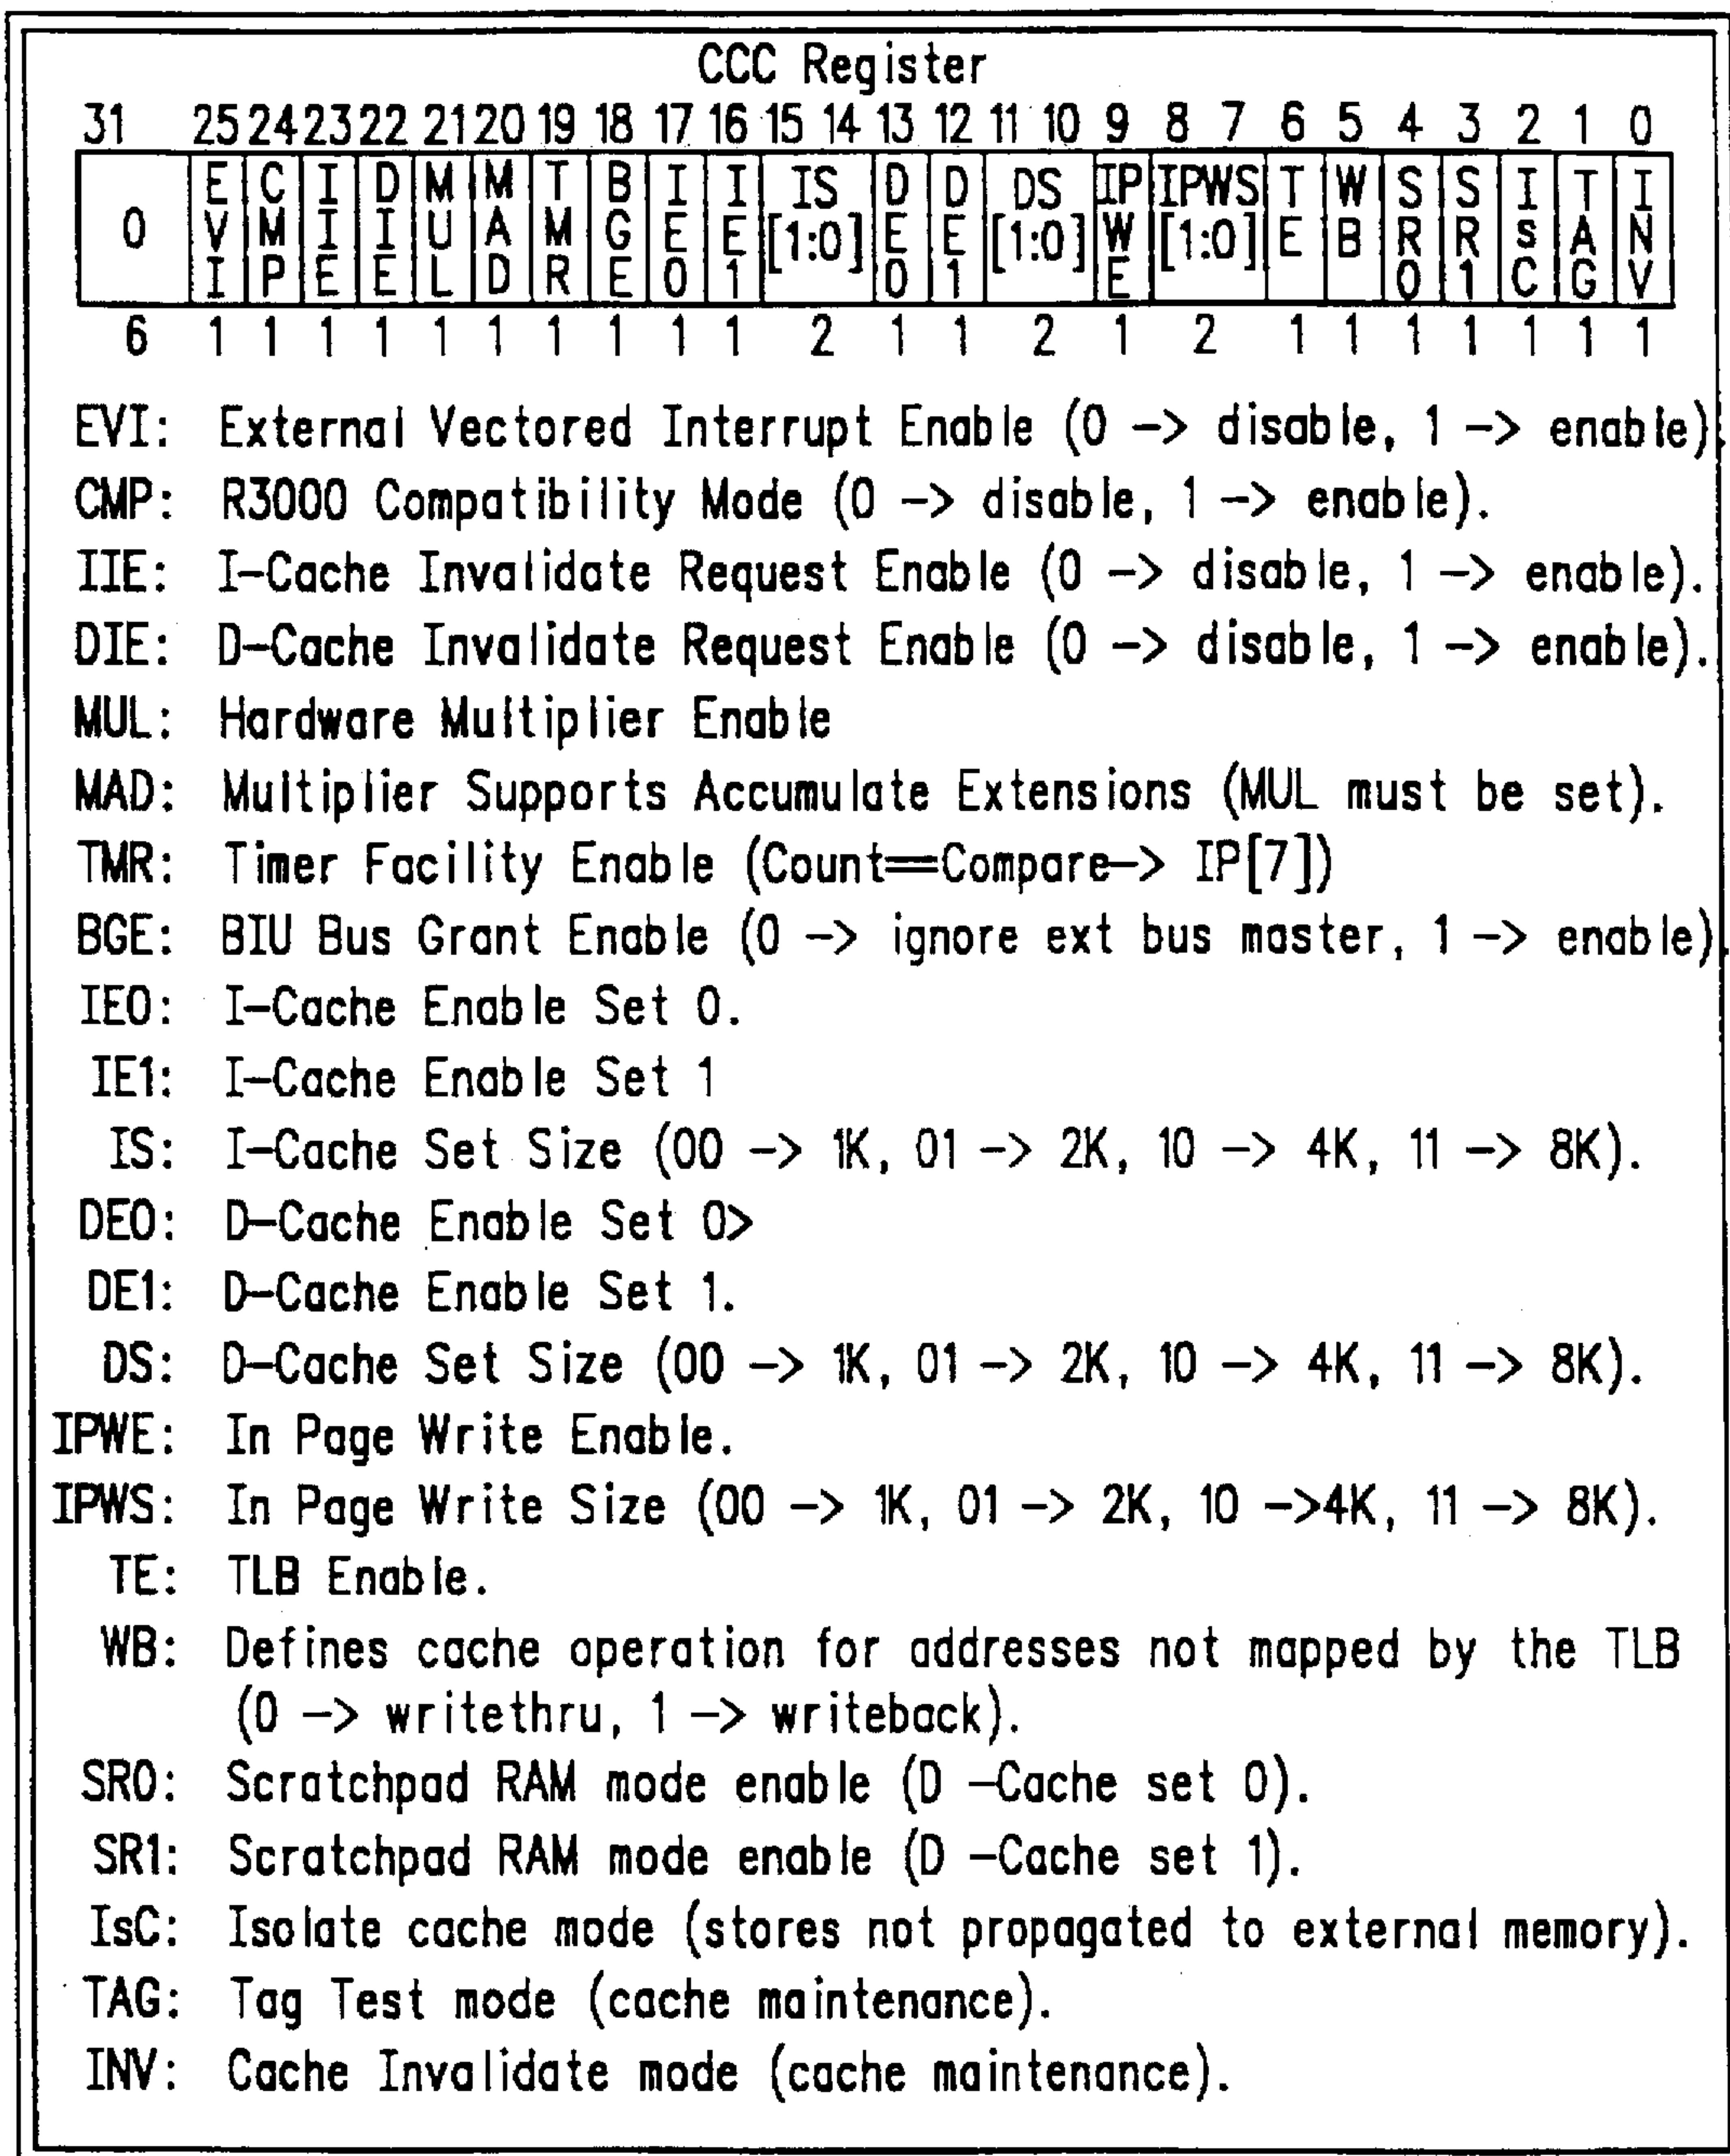 CCC Register
31 25 24 23 22 21 20 19 18 17 16 15 14 13 12 11 10 9 8 7 6 5 4 3 2 1 0
0 EVI CMP IIE DIE MUL MAD TMR BGE IE0 IE1 IS [1:0] DE0 DE1 DS [1:0] IPWE IPWS [1:0] TE WB SR0 SR1 IsC TAG INV
6 1 1 1 1 1 1 1 1 1 1 2 1 1 2 1 2 1 1 1 1 1 1 1
EVI: External Vectored Interrupt Enable (0 -> disable, 1 -> enable).
CMP: R3000 Compatibility Mode (0 -> disable, 1 -> enable).
IIE: I-Cache Invalidate Request Enable (0 -> disable, 1 -> enable).
DIE: D-Cache Invalidate Request Enable (0 -> disable, 1 -> enable).
MUL: Hardware Multiplier Enable
MAD: Multiplier Supports Accumulate Extensions (MUL must be set).
TMR: Timer Facility Enable (Count==Compare-> IP[7])
BGE: BIU Bus Grant Enable (0 -> ignore ext bus master, 1 -> enable).
IE0: I-Cache Enable Set 0.
IE1: I-Cache Enable Set 1
IS: I-Cache Set Size (00 -> 1K, 01 -> 2K, 10 -> 4K, 11 -> 8K).
DE0: D-Cache Enable Set 0>
DE1: D-Cache Enable Set 1.
DS: D-Cache Set Size (00 -> 1K, 01 -> 2K, 10 -> 4K, 11 -> 8K).
IPWE: In Page Write Enable.
IPWS: In Page Write Size (00 -> 1K, 01 -> 2K, 10 ->4K, 11 -> 8K).
TE: TLB Enable.
WB: Defines cache operation for addresses not mapped by the TLB
(0 -> writethru, 1 -> writeback).
SR0: Scratchpad RAM mode enable (D -Cache set 0).
SR1: Scratchpad RAM mode enable (D -Cache set 1).
IsC: Isolate cache mode (stores not propagated to external memory).
TAG: Tag Test mode (cache maintenance).
INV: Cache Invalidate mode (cache maintenance).